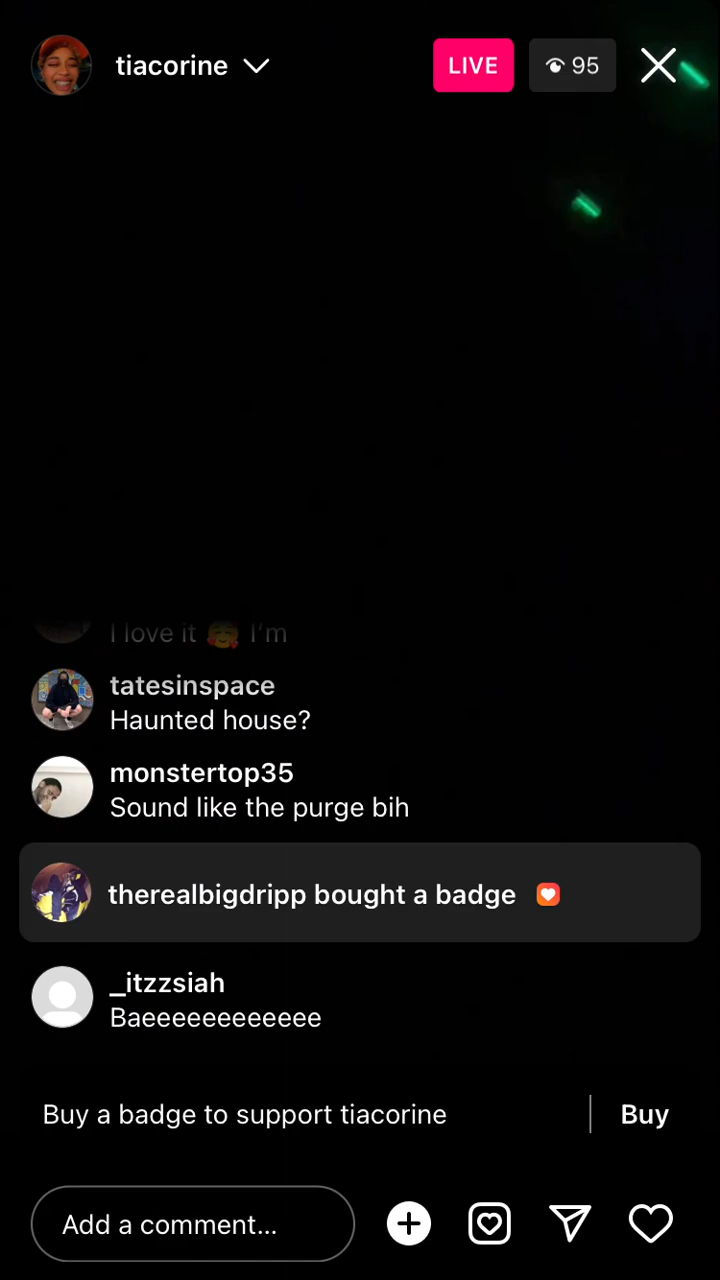 tiacorine
LIVE
95
I love it 🥰 I'm
tatesinspace
Haunted house?
monstertop35
Sound like the purge bih
therealbigdripp bought a badge
_itzzsiah
Baeeeeeeeeeeee
Buy a badge to support tiacorine
Buy
Add a comment...